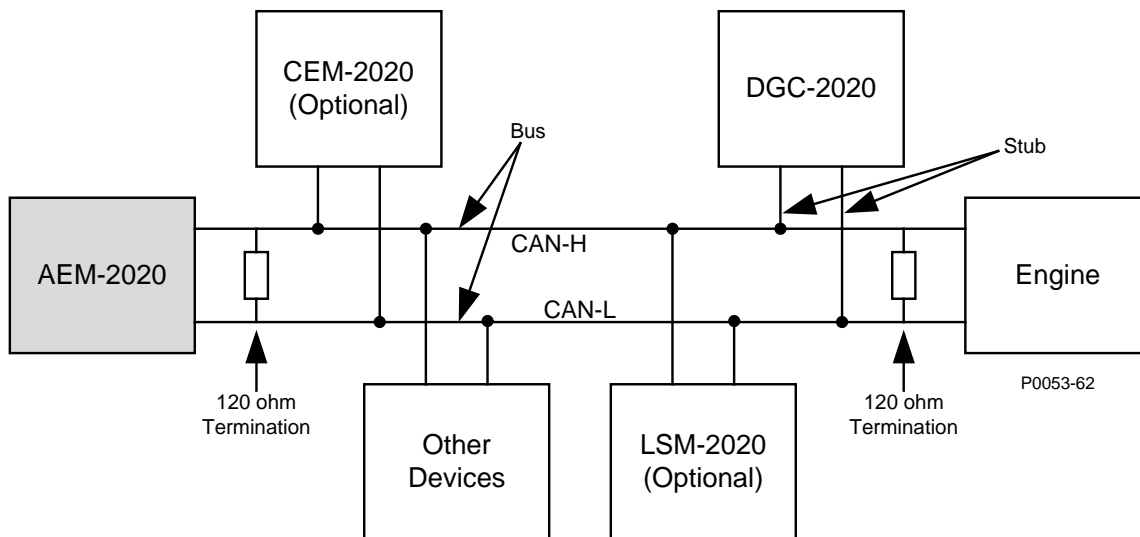 CEM-2020
(Optional)
DGC-2020
Bus
Stub
AEM-2020
CAN-H
Engine
CAN-L
P0053-62
120 ohm
Termination
Other
Devices
LSM-2020
(Optional)
120 ohm
Termination